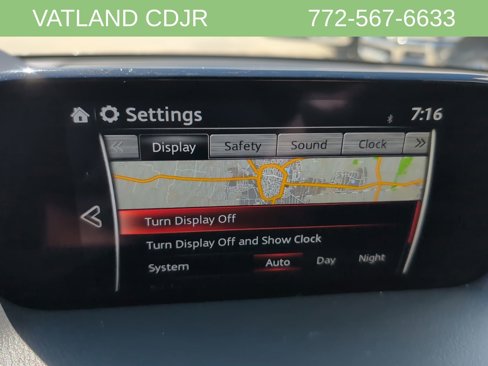 VATLAND CDJR 772-567-6633
Settings 7:16
Display Safety Sound Clock
Turn Display Off
Turn Display Off and Show Clock
System Auto Day Night